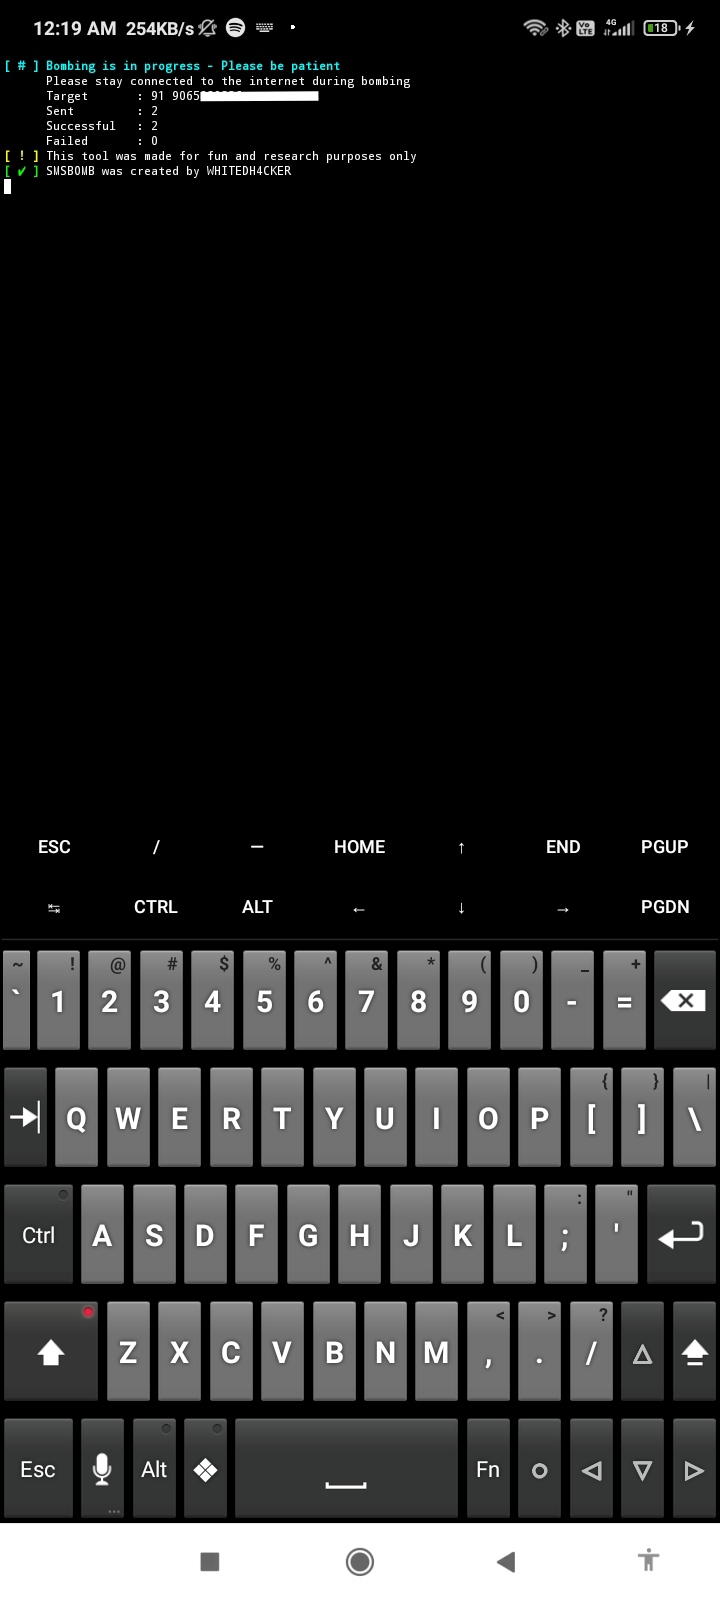 12:19 AM 254KB/s 4G Vo LTE 18
[ # ] Bombing is in progress - Please be patient
Please stay connected to the internet during bombing
Target : 91 9065
Sent : 2
Successful : 2
Failed : 0
[ ! ] This tool was made for fun and research purposes only
[ ✔ ] SMSBOMB was created by WHITEDH4CKER
ESC / — HOME ↑ END PGUP
↹ CTRL ALT ← ↓ → PGDN
~ ! @ # $ % ^ & * ( ) _ +
` 1 2 3 4 5 6 7 8 9 0 - =
{ } |
Q W E R T Y U I O P [ ] \
: "
Ctrl A S D F G H J K L ; '
< > ?
Z X C V B N M , . /
Esc Alt Fn